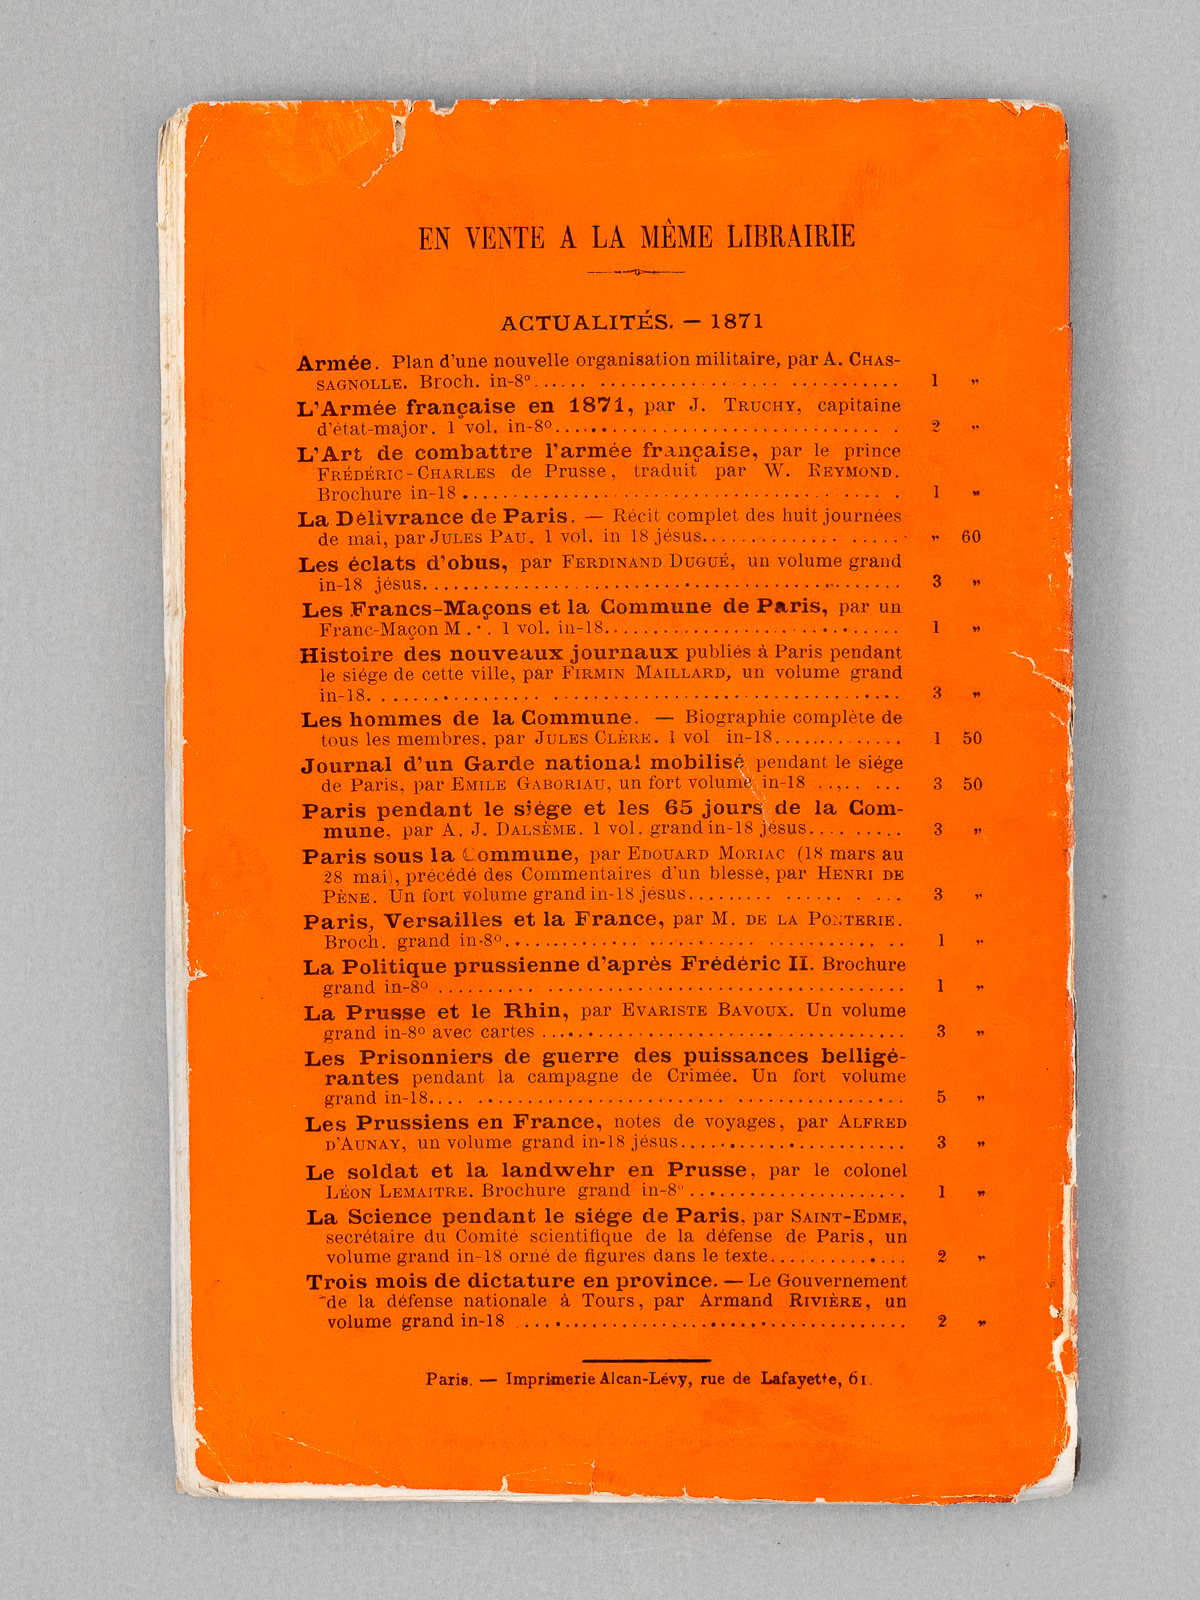 EN VENTE A LA MÊME LIBRAIRIE
ACTUALITÉS. — 1871
Armée. Plan d'une nouvelle organisation militaire, par A. CHAS-
SAGNOLLE. Broch. in-8º........................ 1 »
L'Armée française en 1871, par J. TRUCHY, capitaine
d'état-major. 1 vol. in-8º........................ 2 »
L'Art de combattre l'armée française, par le prince
FRÉDÉRIC-CHARLES de Prusse, traduit par W. REYMOND.
Brochure in-18........................ 1 »
La Délivrance de Paris. — Récit complet des huit journées
de mai, par JULES PAU. 1 vol. in 18 jésus........................ » 60
Les éclats d'obus, par FERDINAND DUGUÉ, un volume grand
in-18 jésus........................ 3 »
Les Francs-Maçons et la Commune de Paris, par un
Franc-Maçon M.·. 1 vol. in-18........................ 1 »
Histoire des nouveaux journaux publiés à Paris pendant
le siége de cette ville, par FIRMIN MAILLARD, un volume grand
in-18........................ 3 »
Les hommes de la Commune. — Biographie complète de
tous les membres, par JULES CLÈRE. 1 vol in-18........................ 1 50
Journal d'un Garde national mobilisé pendant le siége
de Paris, par EMILE GABORIAU, un fort volume in-18 ........ 3 50
Paris pendant le siége et les 65 jours de la Com-
mune, par A. J. DALSÈME. 1 vol. grand in-18 jésus......... 3 »
Paris sous la Commune, par EDOUARD MORIAC (18 mars au
28 mai), précédé des Commentaires d'un blessé, par HENRI DE
PÈNE. Un fort volume grand in-18 jésus........................ 3 »
Paris, Versailles et la France, par M. DE LA PONTERIE.
Broch. grand in-8º........................ 1 »
La Politique prussienne d'après Frédéric II. Brochure
grand in-8º ........................ 1 »
La Prusse et le Rhin, par EVARISTE BAVOUX. Un volume
grand in-8º avec cartes ........................ 3 »
Les Prisonniers de guerre des puissances belligé-
rantes pendant la campagne de Crimée. Un fort volume
grand in-18........................ 5 »
Les Prussiens en France, notes de voyages, par ALFRED
D'AUNAY, un volume grand in-18 jésus........................ 3 »
Le soldat et la landwehr en Prusse, par le colonel
LÉON LEMAITRE. Brochure grand in-8º........................ 1 »
La Science pendant le siége de Paris, par SAINT-EDME,
secrétaire du Comité scientifique de la défense de Paris, un
volume grand in-18 orné de figures dans le texte............... 2 »
Trois mois de dictature en province. — Le Gouvernement
de la défense nationale à Tours, par Armand RIVIÈRE, un
volume grand in-18 ........................ 2 »
Paris. — Imprimerie Alcan-Lévy, rue de Lafayette, 61.